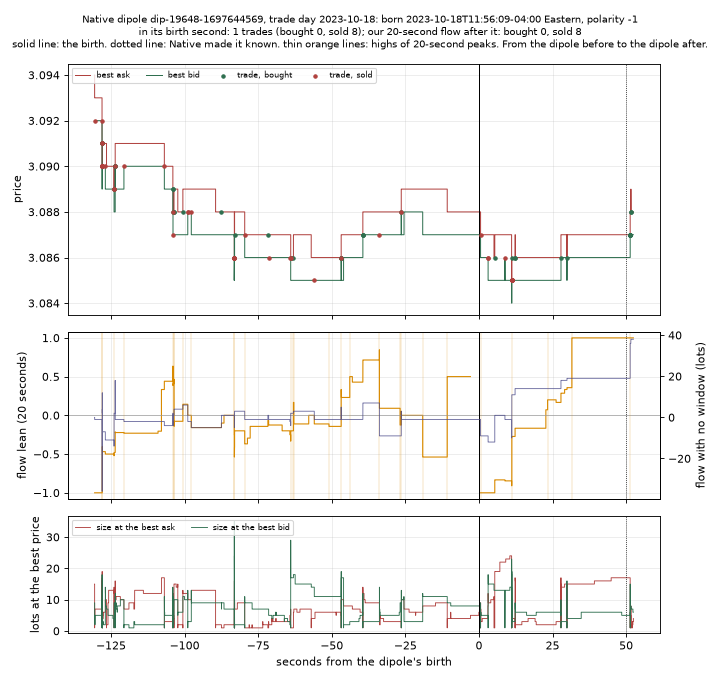 Native dipole dip-19648-1697644569, trade day 2023-10-18: born 2023-10-18T11:56:09-04:00 Eastern, polarity -1
in its birth second: 1 trades (bought 0, sold 8); our 20-second flow after it: bought 0, sold 8
solid line: the birth. dotted line: Native made it known. thin orange lines: highs of 20-second peaks. From the dipole before to the dipole after.
best ask
best bid
trade, bought
trade, sold
3.094
3.092
3.090
3.088
3.086
3.084
price
1.0
0.5
0.0
−0.5
−1.0
flow lean (20 seconds)
40
20
0
−20
flow with no window (lots)
size at the best ask
size at the best bid
30
20
10
0
lots at the best price
−125
−100
−75
−50
−25
0
25
50
seconds from the dipole's birth